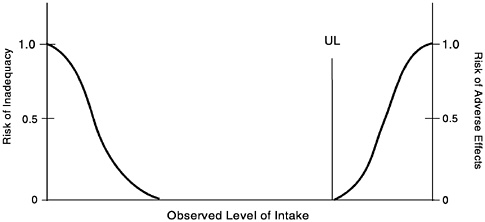 UL
1.0
1.0
0.5
0.5
0
0
Risk of Inadequacy
Risk of Adverse Effects
Observed Level of Intake